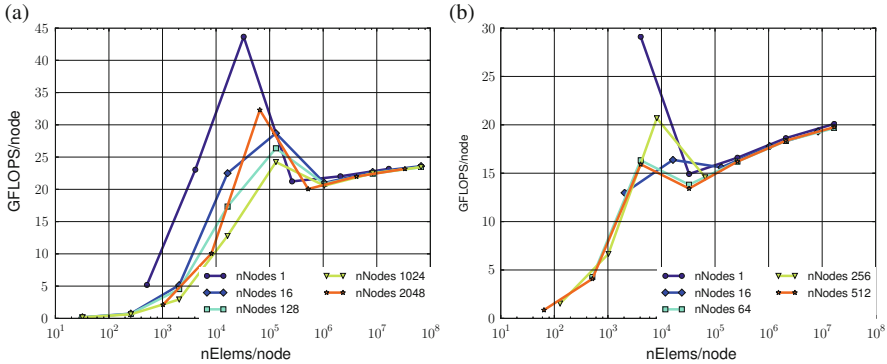 (a)
45
40
35
30
25
20
15
10
5
0
GFLOPS/node
10^1 10^2 10^3 10^4 10^5 10^6 10^7 10^8
nElems/node
nNodes 1
nNodes 16
nNodes 128
nNodes 1024
nNodes 2048
(b)
30
25
20
15
10
5
0
GFLOPS/node
10^1 10^2 10^3 10^4 10^5 10^6 10^7 10^8
nElems/node
nNodes 1
nNodes 16
nNodes 64
nNodes 256
nNodes 512